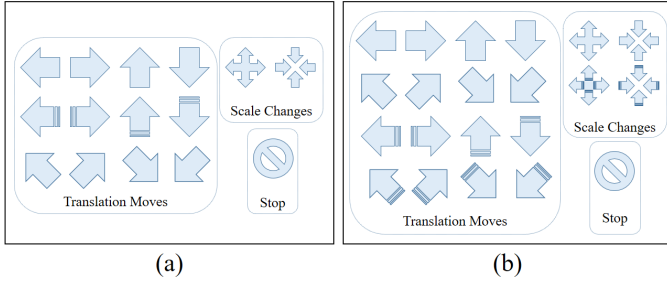 Scale Changes
Translation Moves
Stop
(a)
Scale Changes
Translation Moves
Stop
(b)